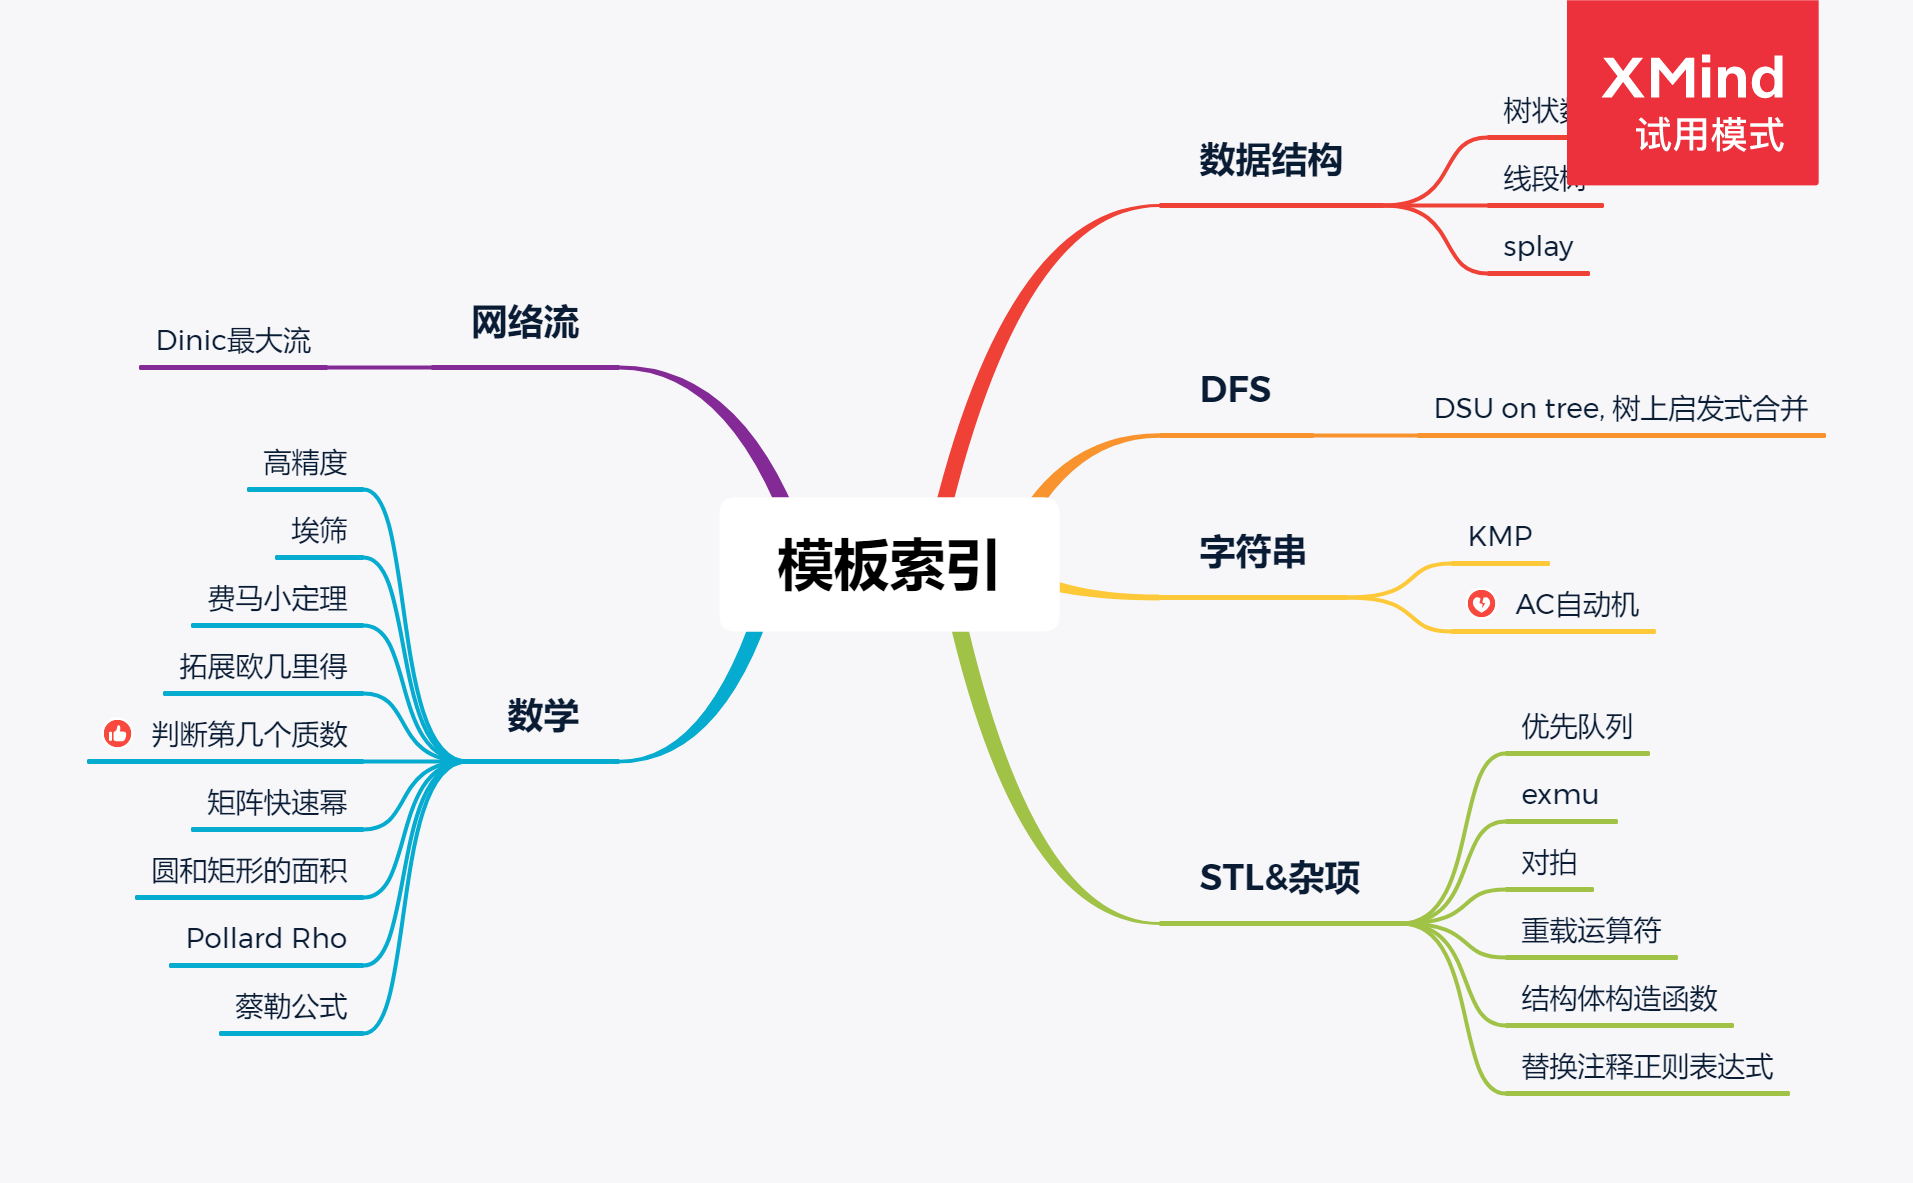 XMind
试用模式
模板索引
数据结构
树状
线段树
splay
DFS
DSU on tree, 树上启发式合并
字符串
KMP
AC自动机
STL&杂项
优先队列
exmu
对拍
重载运算符
结构体构造函数
替换注释正则表达式
网络流
Dinic最大流
数学
高精度
埃筛
费马小定理
拓展欧几里得
判断第几个质数
矩阵快速幂
圆和矩形的面积
Pollard Rho
蔡勒公式